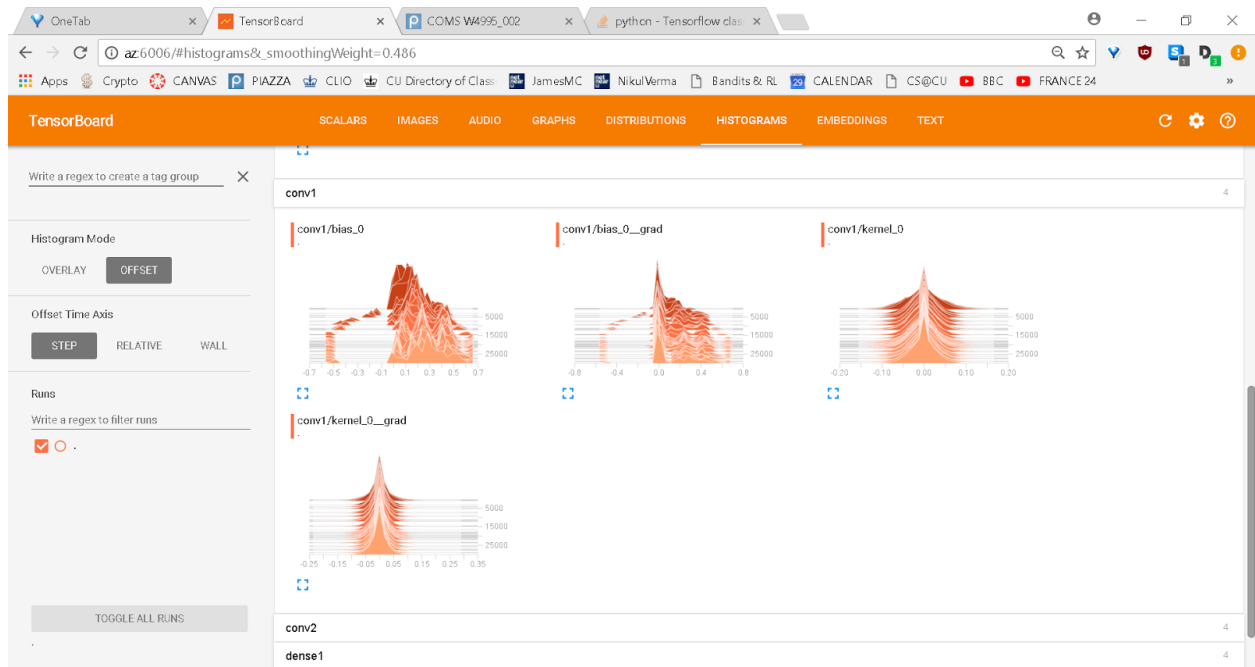 OneTab
TensorBoard
COMS W4995_002
python - Tensorflow clas
az:6006/#histograms&_smoothingWeight=0.486
Apps Crypto CANVAS PIAZZA CLIO CU Directory of Class JamesMC NikulVerma Bandits & RL 29 CALENDAR CS@CU BBC FRANCE 24 »
TensorBoard
SCALARS IMAGES AUDIO GRAPHS DISTRIBUTIONS HISTOGRAMS EMBEDDINGS TEXT
Write a regex to create a tag group
Histogram Mode
OVERLAY OFFSET
Offset Time Axis
STEP RELATIVE WALL
Runs
Write a regex to filter runs
.
TOGGLE ALL RUNS
.
conv1 4
conv1/bias_0
.
5000
15000
25000
-0.7 -0.5 -0.3 -0.1 0.1 0.3 0.5 0.7
conv1/bias_0__grad
.
5000
15000
25000
-0.8 -0.4 0.0 0.4 0.8
conv1/kernel_0
.
5000
15000
25000
-0.20 -0.10 0.00 0.10 0.20
conv1/kernel_0__grad
.
5000
15000
25000
-0.25 -0.15 -0.05 0.05 0.15 0.25 0.35
conv2 4
dense1 4